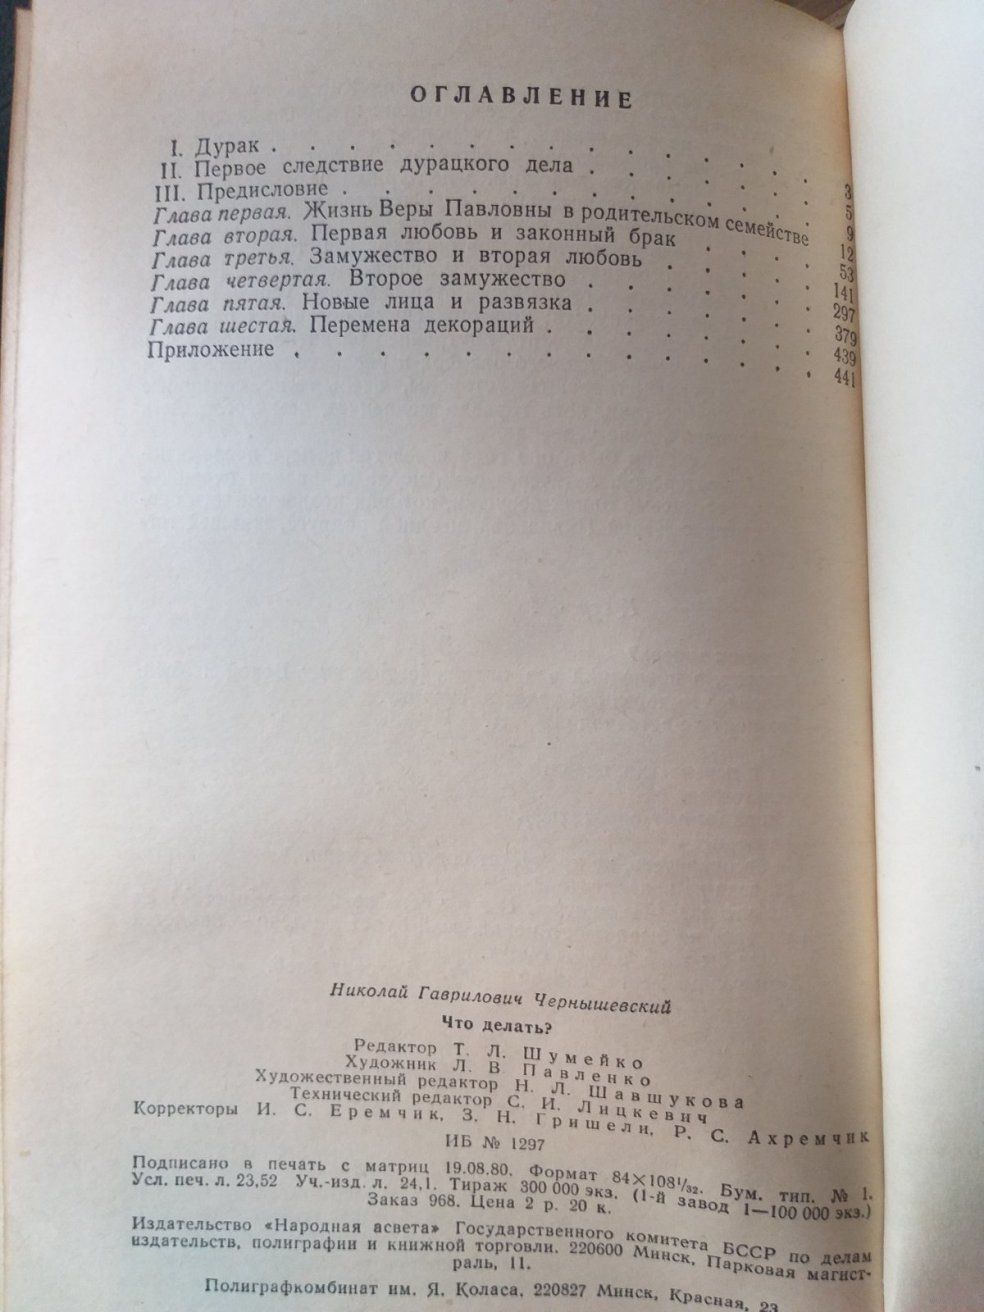 ОГЛАВЛЕНИЕ
I. Дурак . . . . . . . . . . . . . . 3
II. Первое следствие дурацкого дела . . . . . . 5
III. Предисловие . . . . . . . . . . . . 9
Глава первая. Жизнь Веры Павловны в родительском семействе 12
Глава вторая. Первая любовь и законный брак . . . . 53
Глава третья. Замужество и вторая любовь . . . . . 141
Глава четвертая. Второе замужество . . . . . . . 297
Глава пятая. Новые лица и развязка . . . . . . . 379
Глава шестая. Перемена декораций . . . . . . . . 439
Приложение . . . . . . . . . . . . . 441
Николай Гаврилович Чернышевский
Что делать?
Редактор Т. Л. Шумейко
Художник Л. В. Павленко
Художественный редактор Н. Л. Шавшукова
Технический редактор С. И. Лицкевич
Корректоры И. С. Еремчик, З. Н. Гришели, Р. С. Ахремчик
ИБ № 1297
Подписано в печать с матриц 19.08.80. Формат 84×108¹/₃₂. Бум. тип. № 1.
Усл. печ. л. 23,52 Уч.-изд. л. 24,1. Тираж 300 000 экз. (1-й завод 1—100 000 экз.)
Заказ 968. Цена 2 р. 20 к.
Издательство «Народная асвета» Государственного комитета БССР по делам
издательств, полиграфии и книжной торговли. 220600 Минск, Парковая магист-
раль, 11.
Полиграфкомбинат им. Я. Коласа, 220827 Минск, Красная, 23